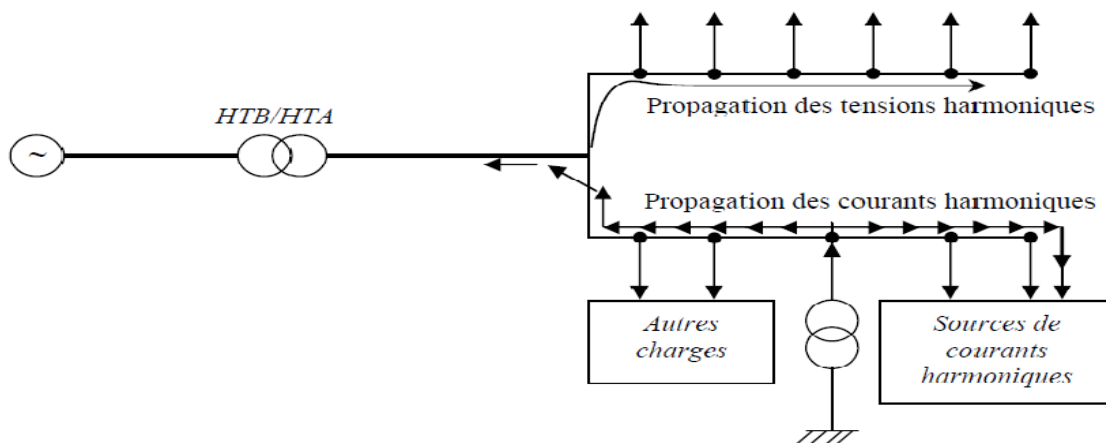 HTB/HTA
~
Propagation des tensions harmoniques
Propagation des courants harmoniques
Autres
charges
Sources de
courants
harmoniques